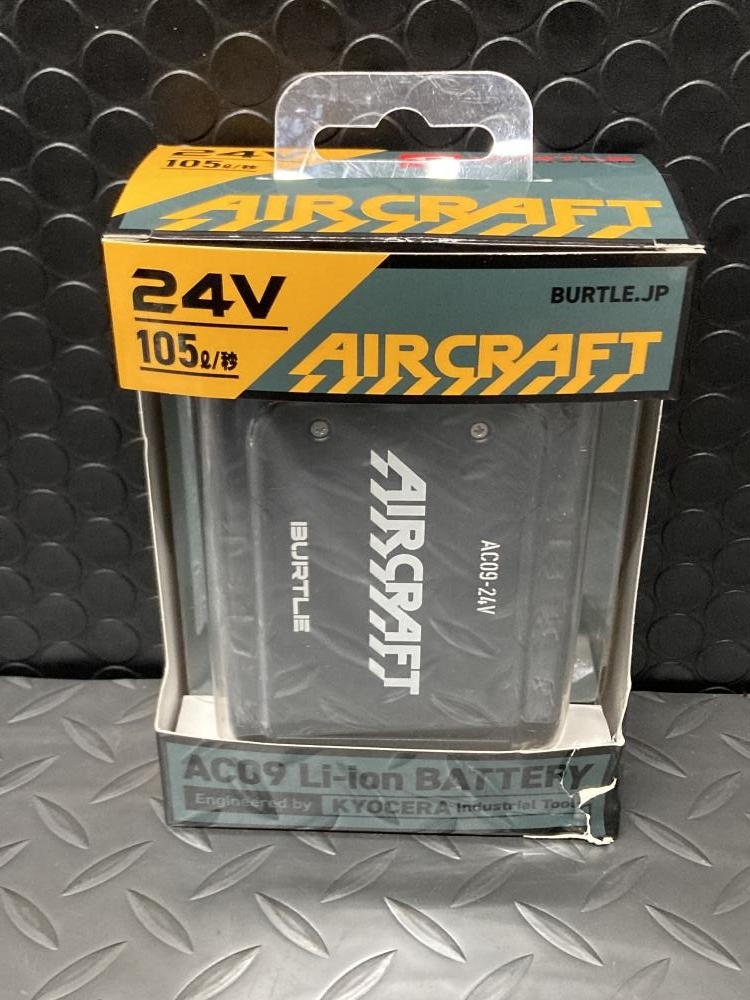 24V
105ℓ/秒
BURTLE
AIRCRAFT
24V
105ℓ/秒
BURTLE.JP
AIRCRAFT
AC09-24V
AIRCRAFT
BURTLE
AC09 Li-ion BATTERY
Engineered by KYOCERA Industrial Tools